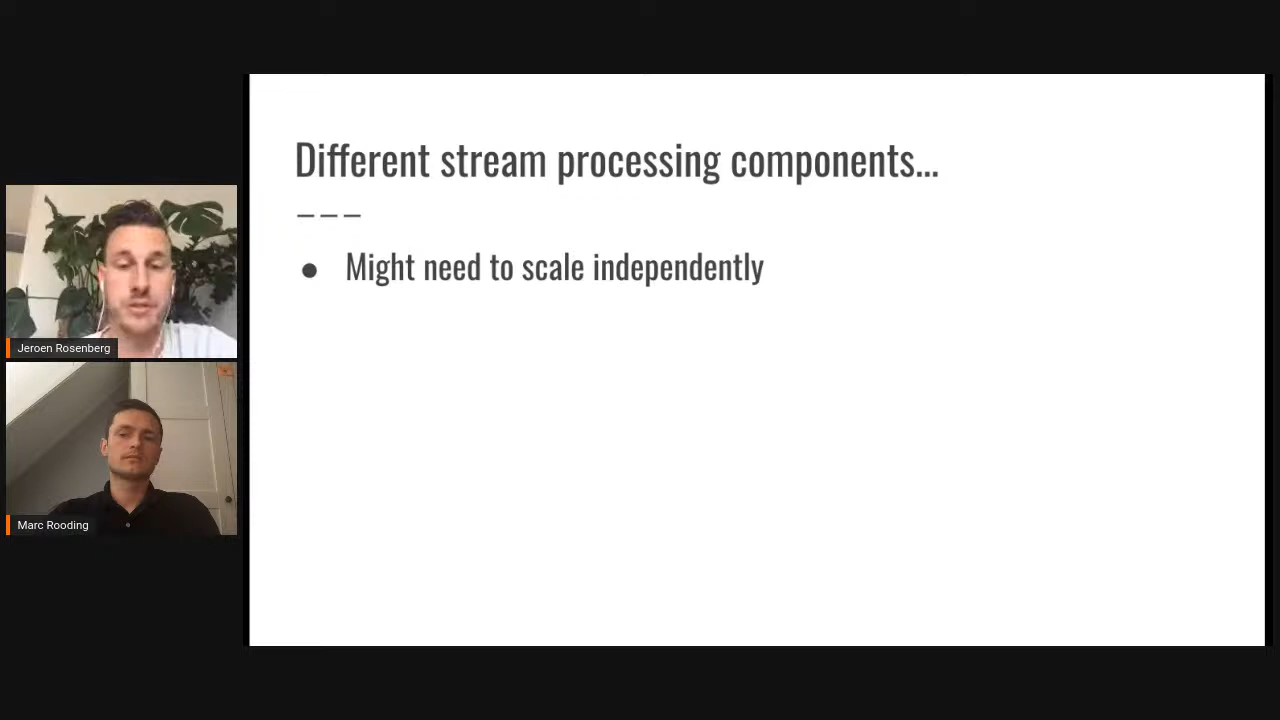 Different stream processing components...
● Might need to scale independently
Jeroen Rosenberg
Marc Rooding